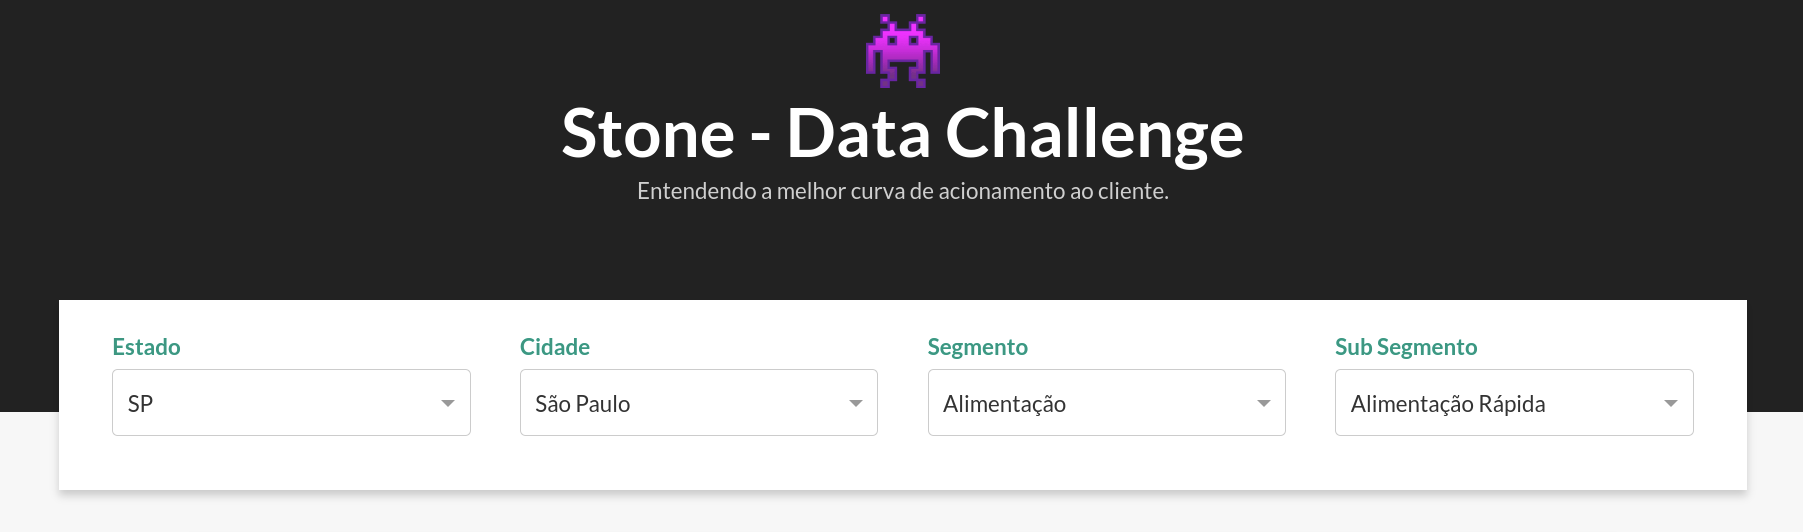 Stone - Data Challenge
Entendendo a melhor curva de acionamento ao cliente.
Estado
Cidade
Segmento
Sub Segmento
SP
São Paulo
Alimentação
Alimentação Rápida